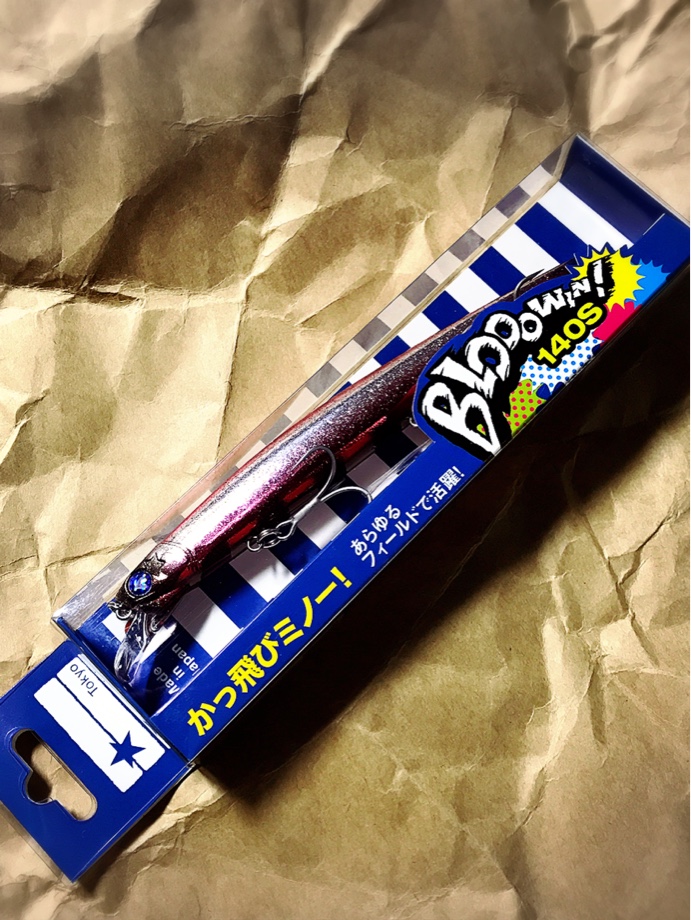 BLOOOWIN!
140S
あらゆる
フィールドで活躍!
かっ飛びミノー!
Made
in
Japan
Tokyo